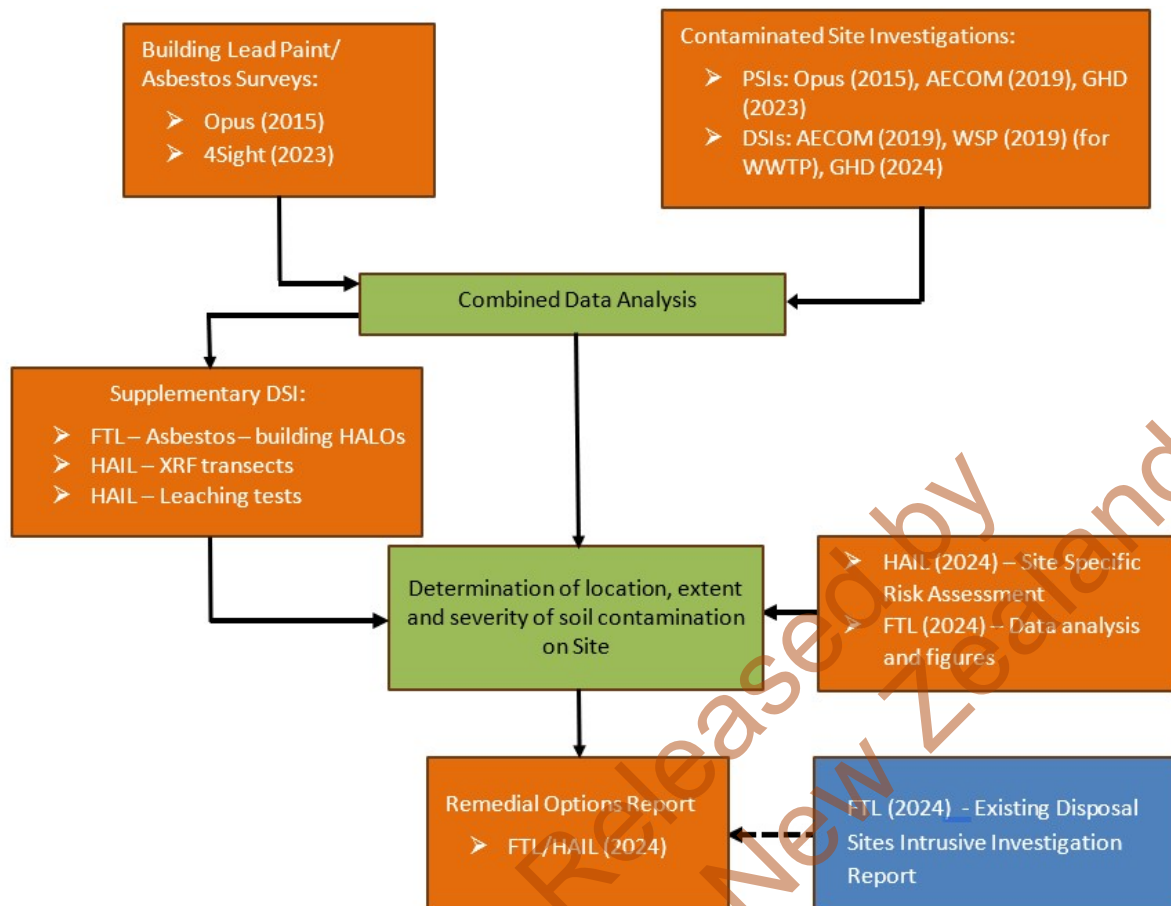 Building Lead Paint/
Asbestos Surveys:
➤ Opus (2015)
➤ 4Sight (2023)
Contaminated Site Investigations:
➤ PSIs: Opus (2015), AECOM (2019), GHD
(2023)
➤ DSIs: AECOM (2019), WSP (2019) (for
WWTP), GHD (2024)
Combined Data Analysis
Supplementary DSI:
➤ FTL – Asbestos – building HALOs
➤ HAIL – XRF transects
➤ HAIL – Leaching tests
Determination of location, extent
and severity of soil contamination
on Site
➤ HAIL (2024) – Site Specific
Risk Assessment
➤ FTL (2024) – Data analysis
and figures
Remedial Options Report
➤ FTL/HAIL (2024)
FTL (2024) - Existing Disposal
Sites Intrusive Investigation
Report
Released by
New Zealand